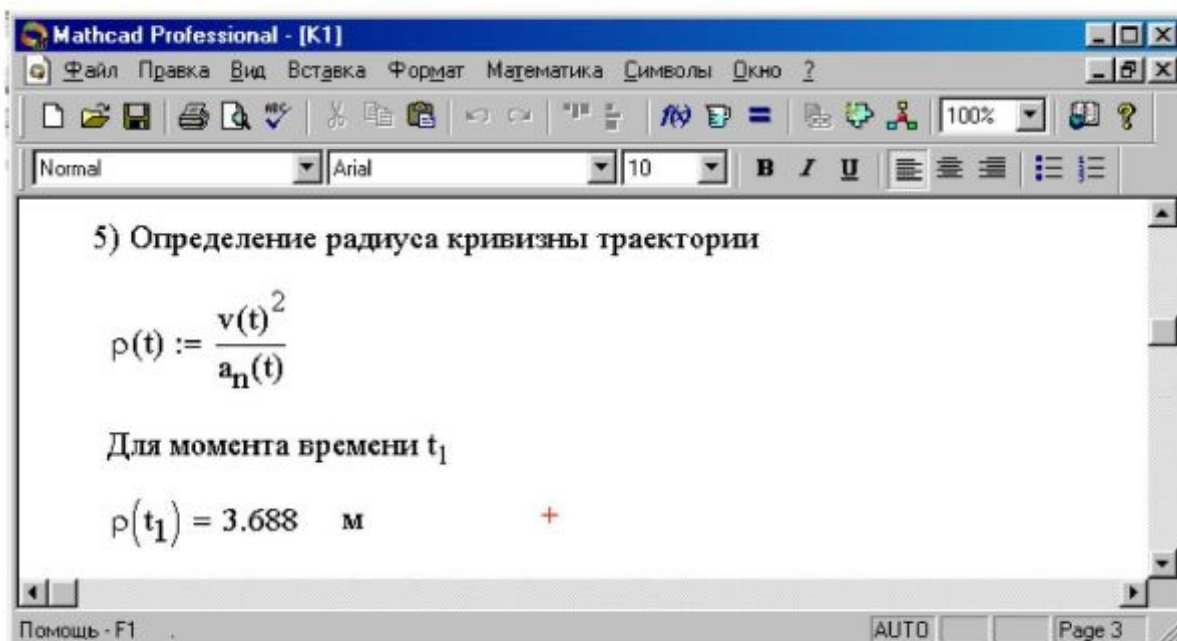 Mathcad Professional - [K1]
Файл Правка Вид Вставка Формат Математика Символы Окно ?
f(x) = 100% ?
Normal Arial 10 B I U
5) Определение радиуса кривизны траектории
ρ(t) := v(t)^2 / a_n(t)
Для момента времени t_1
ρ(t_1) = 3.688 м
+
Помощь - F1 . AUTO Page 3